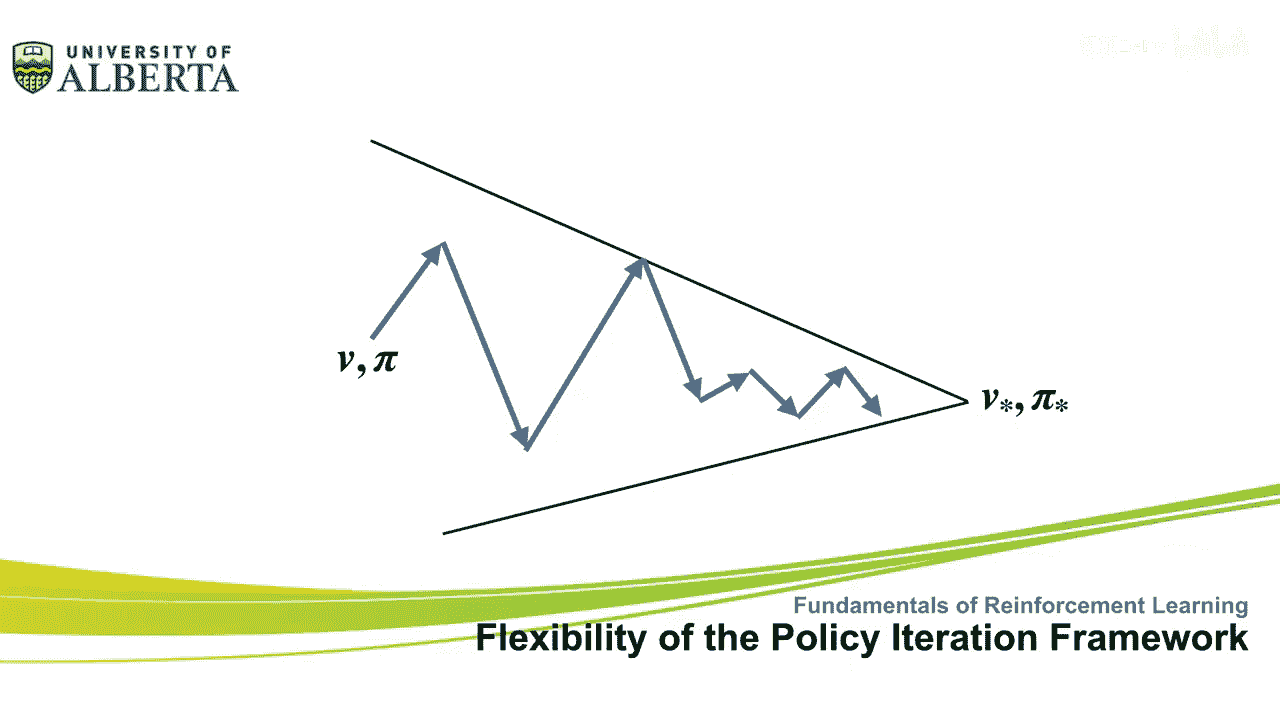 UNIVERSITY OF
ALBERTA
v, π
v*, π*
Fundamentals of Reinforcement Learning
Flexibility of the Policy Iteration Framework